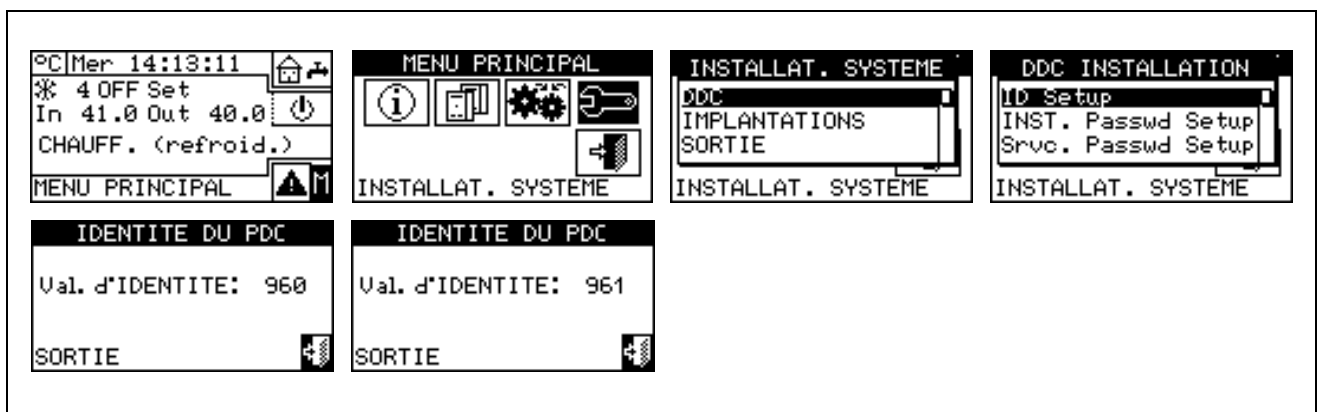 ºC Mer 14:13:11
4 OFF Set
In 41.0 Out 40.0
CHAUFF. (refroid.)
MENU PRINCIPAL M
MENU PRINCIPAL
i
INSTALLAT. SYSTEME
INSTALLAT. SYSTEME
DDC
IMPLANTATIONS
SORTIE
INSTALLAT. SYSTEME
DDC INSTALLATION
ID Setup
INST. Passwd Setup
Srvc. Passwd Setup
INSTALLAT. SYSTEME
IDENTITE DU PDC
Val. d'IDENTITE: 960
SORTIE
IDENTITE DU PDC
Val. d'IDENTITE: 961
SORTIE